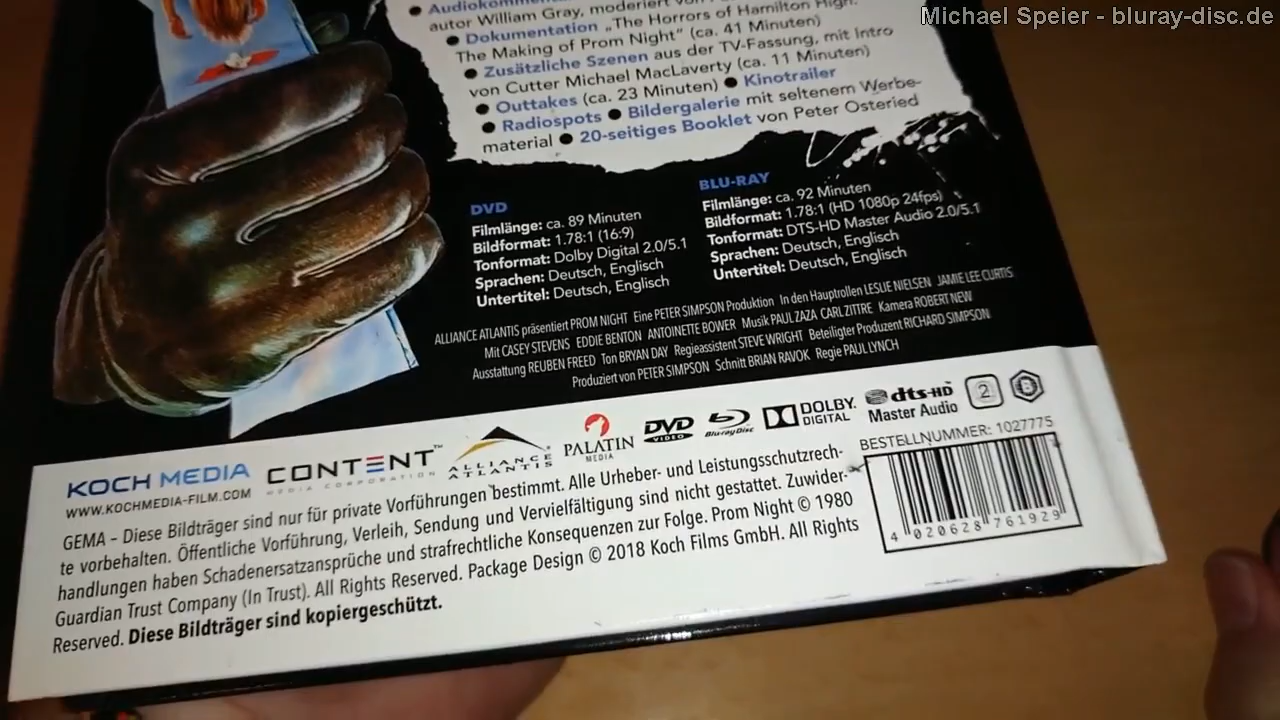 Michael Speier - bluray-disc.de
autor William Gray, moderiert von
● Dokumentation „The Horrors of Hamilton High:
The Making of Prom Night“ (ca. 41 Minuten)
● Zusätzliche Szenen aus der TV-Fassung, mit Intro
von Cutter Michael MacLaverty (ca. 11 Minuten)
● Outtakes (ca. 23 Minuten) ● Kinotrailer
● Radiospots ● Bildergalerie mit seltenem Werbe-
material ● 20-seitiges Booklet von Peter Osteried
DVD
Filmlänge: ca. 89 Minuten
Bildformat: 1.78:1 (16:9)
Tonformat: Dolby Digital 2.0/5.1
Sprachen: Deutsch, Englisch
Untertitel: Deutsch, Englisch
BLU-RAY
Filmlänge: ca. 92 Minuten
Bildformat: 1.78:1 (HD 1080p 24fps)
Tonformat: DTS-HD Master Audio 2.0/5.1
Sprachen: Deutsch, Englisch
Untertitel: Deutsch, Englisch
ALLIANCE ATLANTIS präsentiert PROM NIGHT Eine PETER SIMPSON Produktion In den Hauptrollen LESLIE NIELSEN JAMIE LEE CURTIS
Mit CASEY STEVENS EDDIE BENTON ANTOINETTE BOWER Musik PAUL ZAZA CARL ZITTRE Kamera ROBERT NEW
Ausstattung REUBEN FREED Ton BRYAN DAY Regieassistent STEVE WRIGHT Beteiligter Produzent RICHARD SIMPSON
Produziert von PETER SIMPSON Schnitt BRIAN RAVOK Regie PAUL LYNCH
KOCH MEDIA
WWW.KOCHMEDIA-FILM.COM
CONTENT™
MEDIA CORPORATION
ALLIANCE
ATLANTIS
PALATIN
MEDIA
DVD
VIDEO
Blu-ray Disc
DOLBY
DIGITAL
dts-HD
Master Audio
2
B
BESTELLNUMMER: 1027775
GEMA – Diese Bildträger sind nur für private Vorführungen bestimmt. Alle Urheber- und Leistungsschutzrech-
te vorbehalten. Öffentliche Vorführung, Verleih, Sendung und Vervielfältigung sind nicht gestattet. Zuwider-
handlungen haben Schadenersatzansprüche und strafrechtliche Konsequenzen zur Folge. Prom Night © 1980
Guardian Trust Company (In Trust). All Rights Reserved. Package Design © 2018 Koch Films GmbH. All Rights
Reserved. Diese Bildträger sind kopiergeschützt.
4 020628 761929